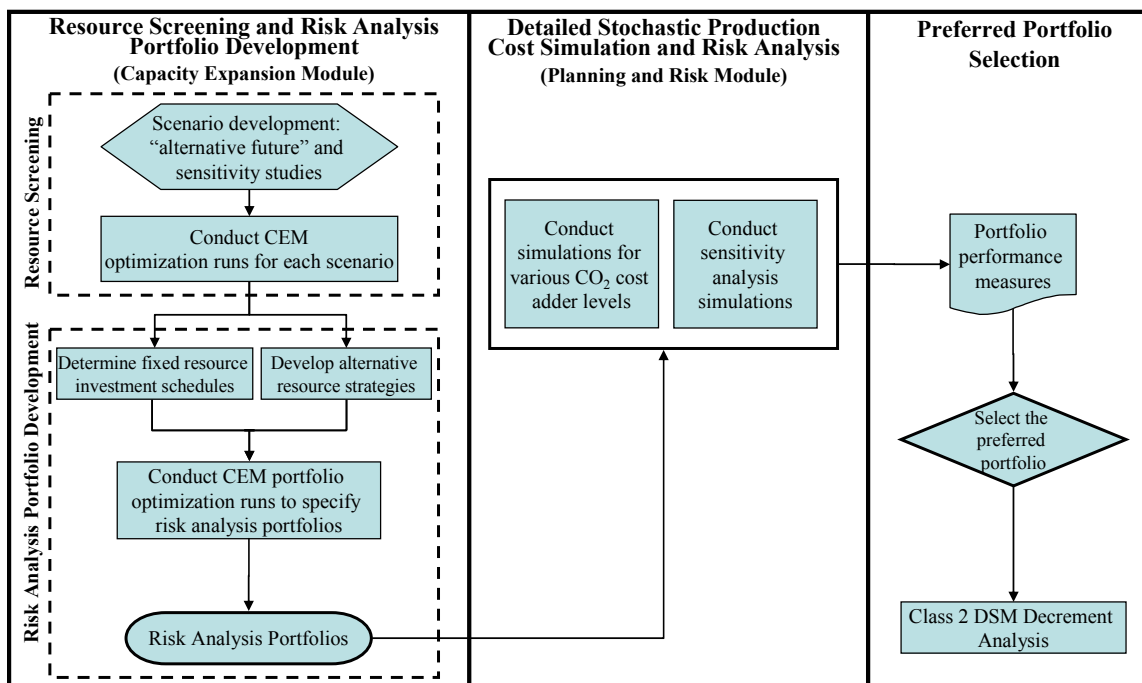 Resource Screening and Risk Analysis
Portfolio Development
(Capacity Expansion Module)
Resource Screening
Scenario development:
“alternative future” and
sensitivity studies
Conduct CEM
optimization runs for each scenario
Risk Analysis Portfolio Development
Determine fixed resource
investment schedules
Develop alternative
resource strategies
Conduct CEM portfolio
optimization runs to specify
risk analysis portfolios
Risk Analysis Portfolios
Detailed Stochastic Production
Cost Simulation and Risk Analysis
(Planning and Risk Module)
Conduct
simulations for
various CO₂ cost
adder levels
Conduct
sensitivity
analysis
simulations
Preferred Portfolio
Selection
Portfolio
performance
measures
Select the
preferred
portfolio
Class 2 DSM Decrement
Analysis